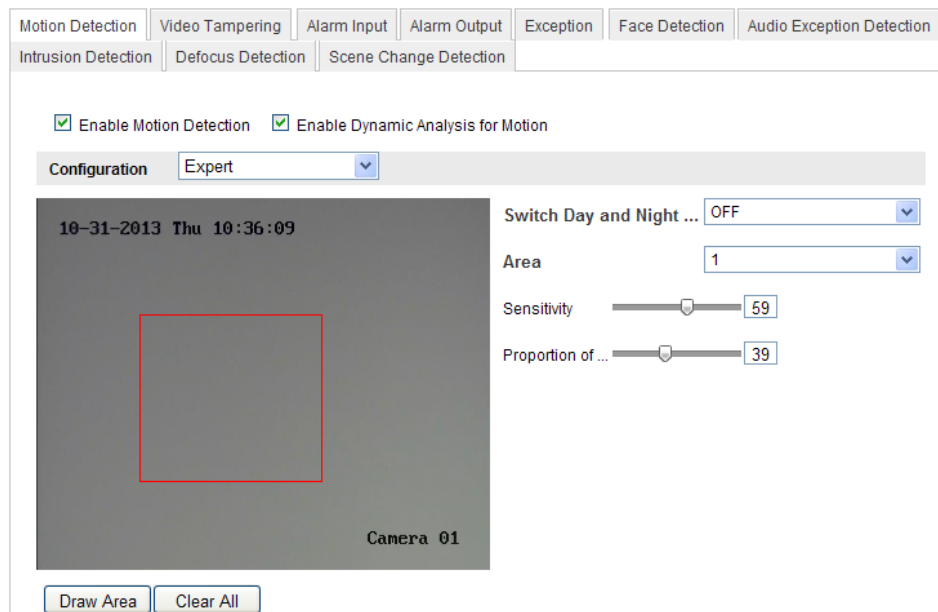 Motion Detection Video Tampering Alarm Input Alarm Output Exception Face Detection Audio Exception Detection
Intrusion Detection Defocus Detection Scene Change Detection
Enable Motion Detection Enable Dynamic Analysis for Motion
Configuration Expert
10-31-2013 Thu 10:36:09
Camera 01
Switch Day and Night ... OFF
Area 1
Sensitivity 59
Proportion of ... 39
Draw Area Clear All